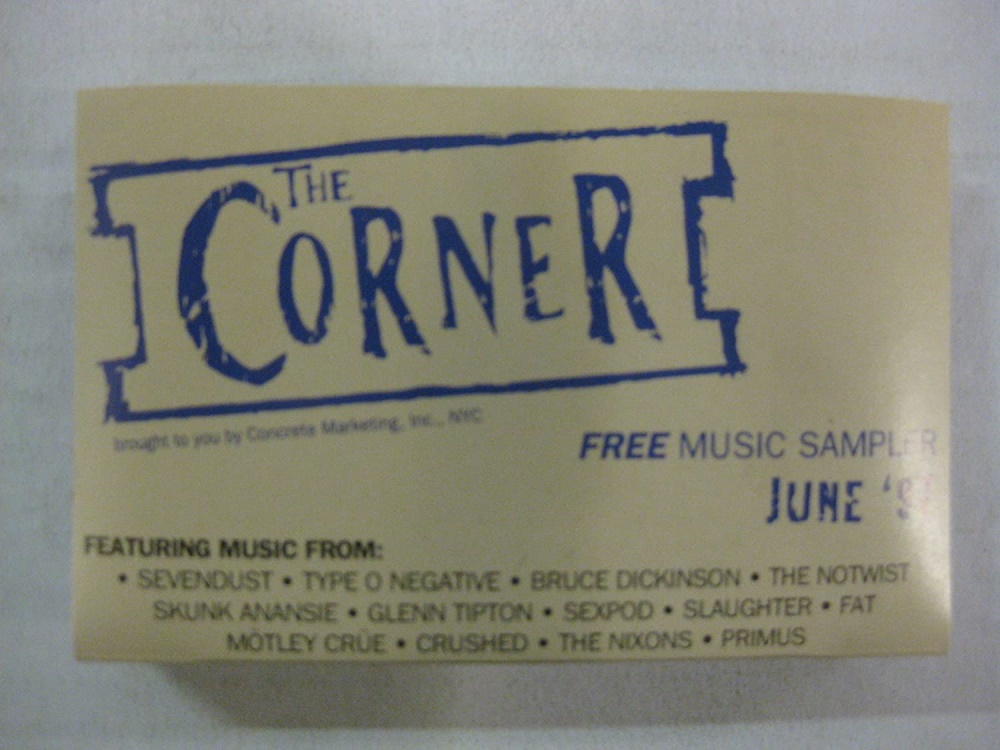 THE
CORNER
brought to you by Concrete Marketing, Inc., NYC
FREE MUSIC SAMPLER
JUNE
FEATURING MUSIC FROM:
• SEVENDUST • TYPE O NEGATIVE • BRUCE DICKINSON • THE NOTWIST
SKUNK ANANSIE • GLENN TIPTON • SEXPOD • SLAUGHTER • FAT
MÖTLEY CRÜE • CRUSHED • THE NIXONS • PRIMUS